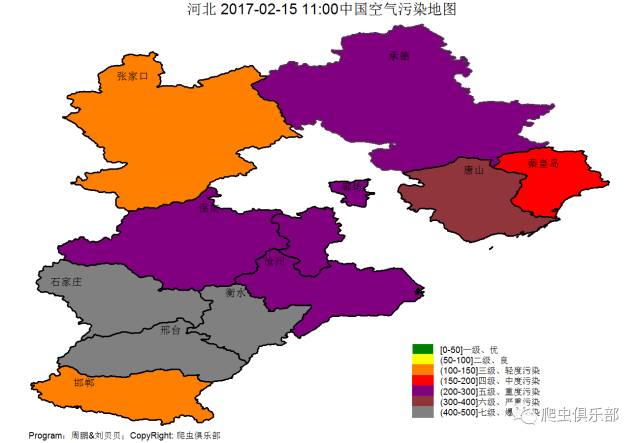 河北 2017-02-15 11:00中国空气污染地图
承德
张家口
秦皇岛
唐山
廊坊
保定
沧州
石家庄
衡水
邢台
邯郸
[0-50]一级、优
(50-100]二级、良
(100-150]三级、轻度污染
(150-200]四级、中度污染
(200-300]五级、重度污染
(300-400]六级、严重污染
(400-500]七级、爆
染
爬虫俱乐部
Program：周鹏&刘贝贝；CopyRight: 爬虫俱乐部